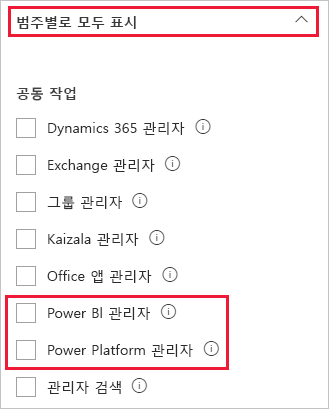 범주별로 모두 표시
공통 작업
Dynamics 365 관리자
Exchange 관리자
그룹 관리자
Kaizala 관리자
Office 앱 관리자
Power BI 관리자
Power Platform 관리자
관리자 검색